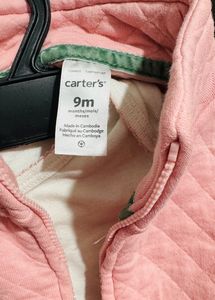 carter's®
9m
months/mois/
meses
Made in Cambodia
Fabriqué au Cambodge
Hecho en Camboya